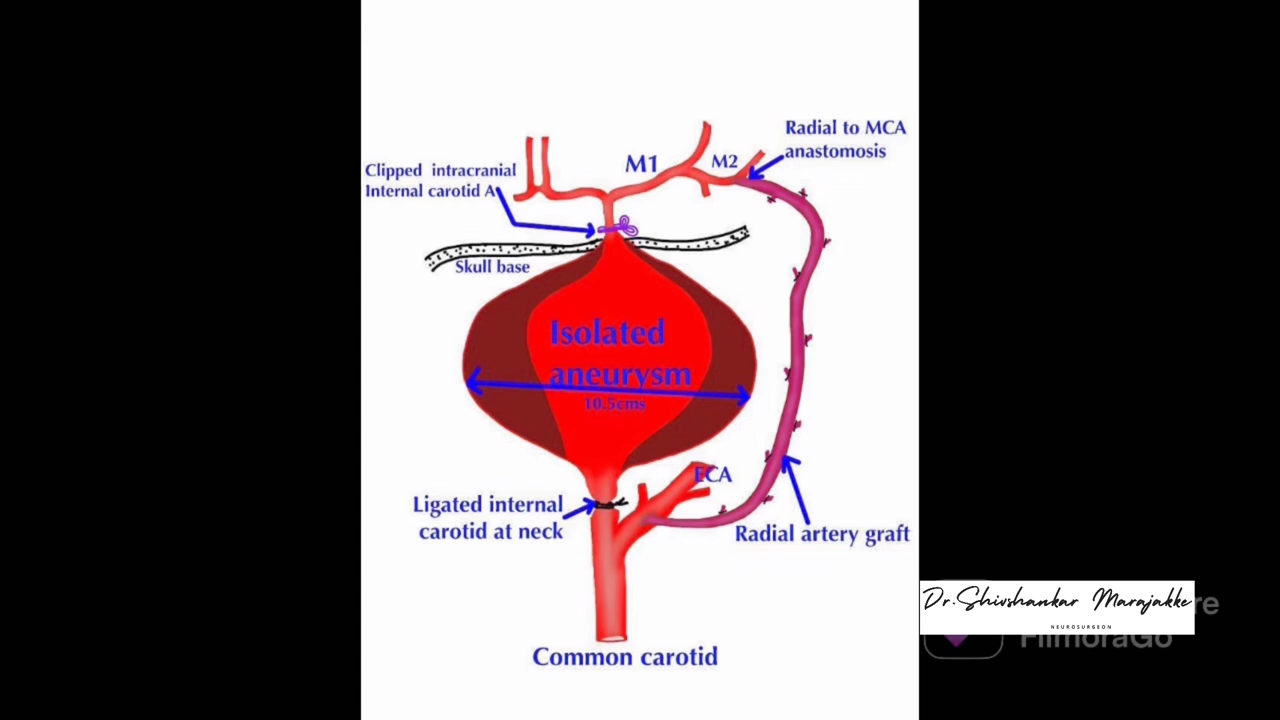 Radial to MCA
anastomosis
M1
M2
Clipped intracranial
Internal carotid A
Skull base
Isolated
aneurysm
10.5cms
ECA
Ligated internal
carotid at neck
Radial artery graft
Common carotid
Dr.Shivshankar Marajakke
NEUROSURGEON
FilmoraGo